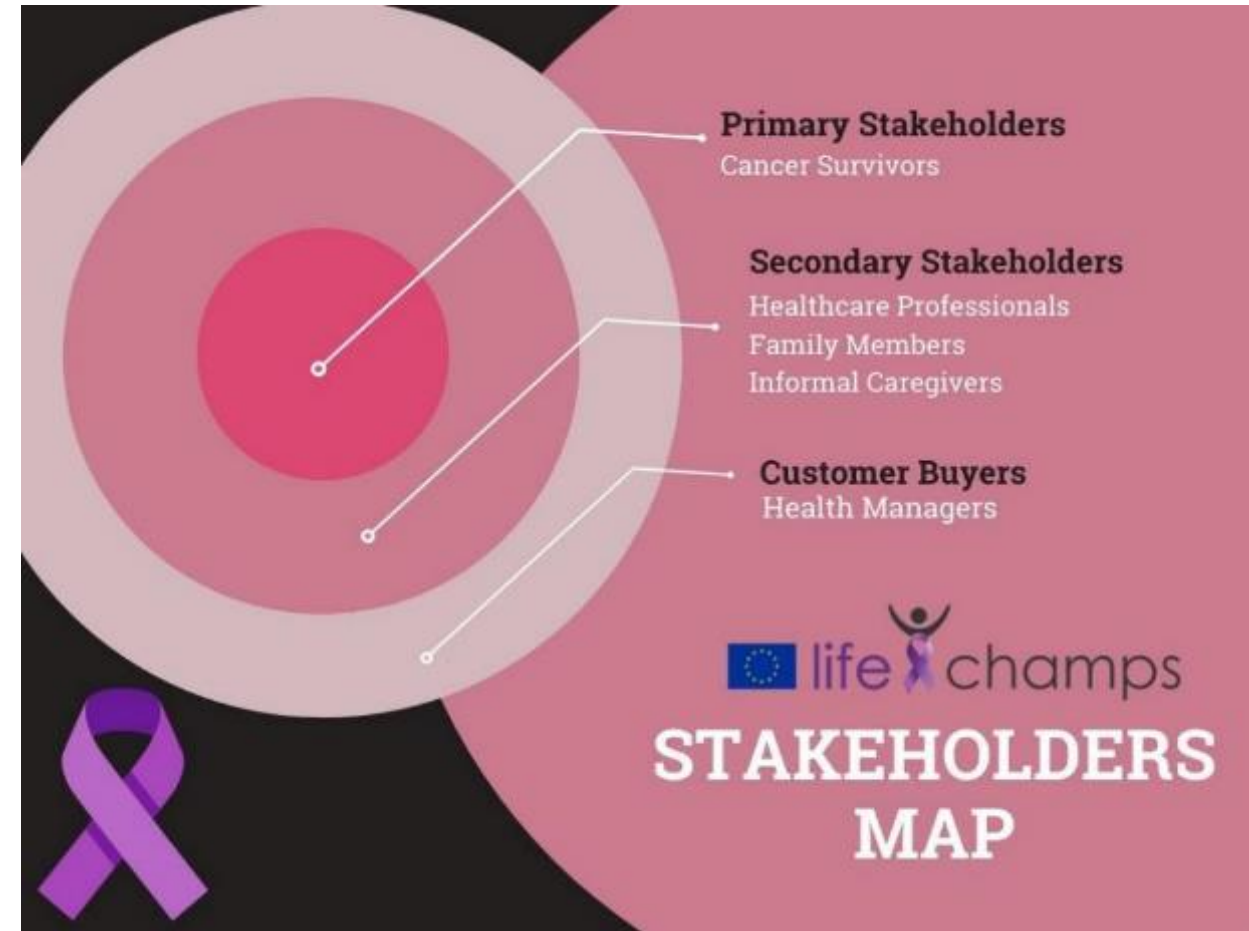 Primary Stakeholders
Cancer Survivors
Secondary Stakeholders
Healthcare Professionals
Family Members
Informal Caregivers
Customer Buyers
Health Managers
life champs
STAKEHOLDERS
MAP